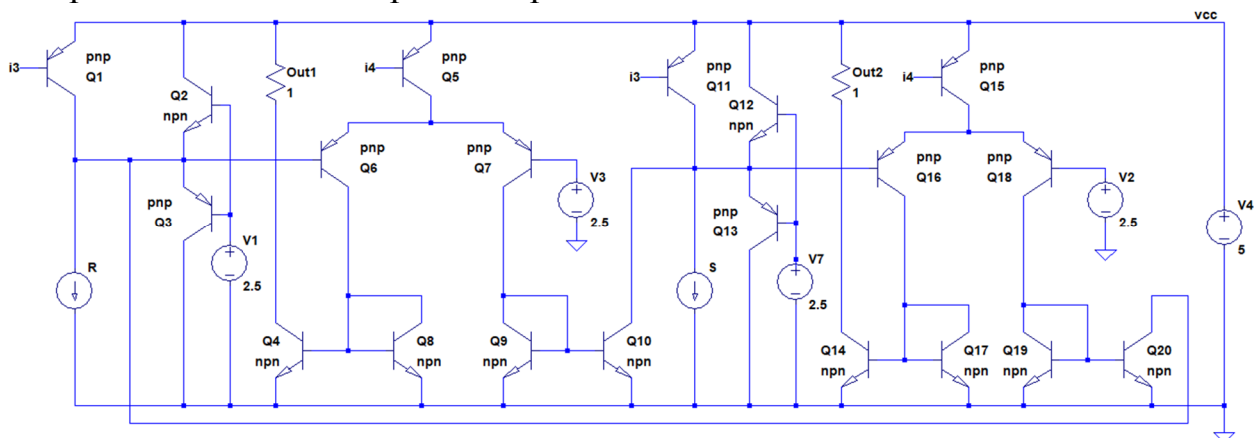 vcc
i3
pnp
Q1
Q2
npn
Out1
1
i4
pnp
Q5
i3
pnp
Q11
Q12
npn
Out2
1
i4
pnp
Q15
pnp
Q6
pnp
Q7
V3
2.5
pnp
Q16
pnp
Q18
V2
2.5
pnp
Q3
V1
2.5
R
pnp
Q13
V7
2.5
S
V4
5
Q4
npn
Q8
npn
Q9
npn
Q10
npn
Q14
npn
Q17
npn
Q19
npn
Q20
npn